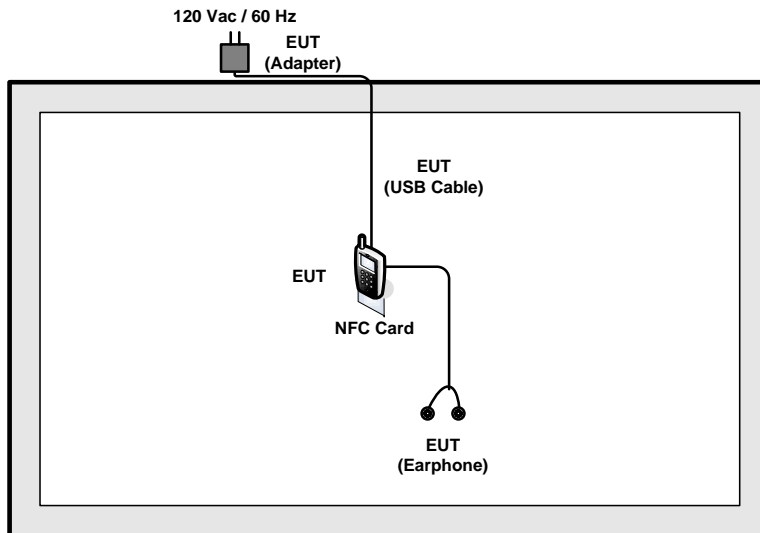 120 Vac / 60 Hz
EUT
(Adapter)
EUT
(USB Cable)
EUT
NFC Card
EUT
(Earphone)